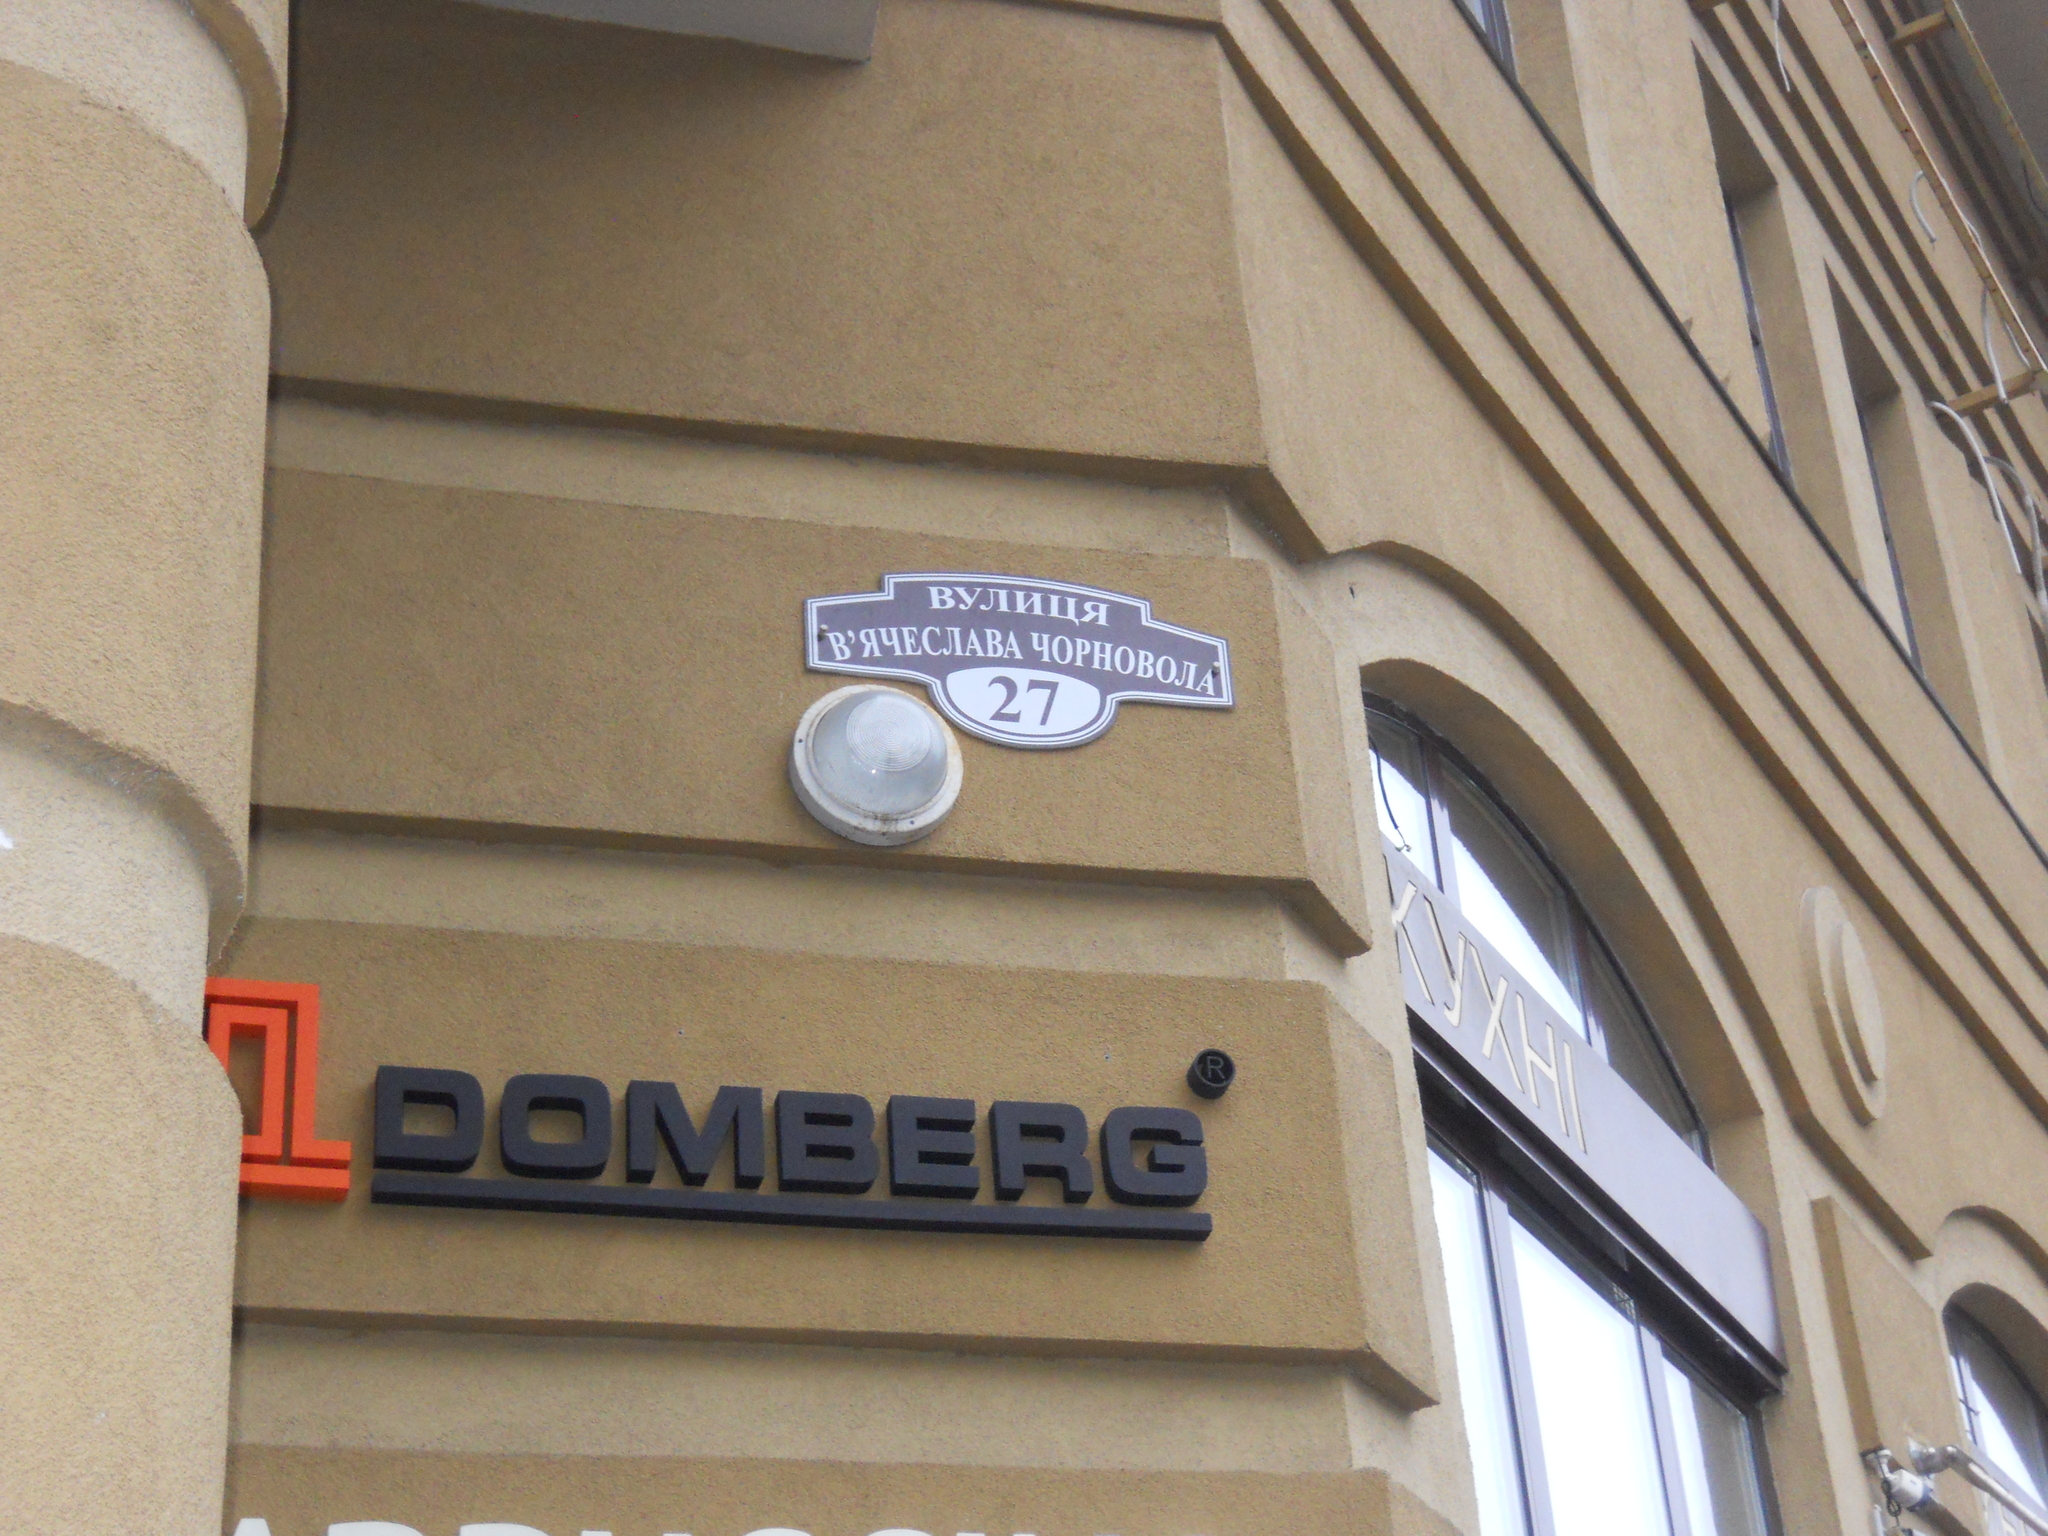 ВУЛИЦЯ
В’ЯЧЕСЛАВА ЧОРНОВОЛА
27
КУХНІ
Д DOMBERG ®